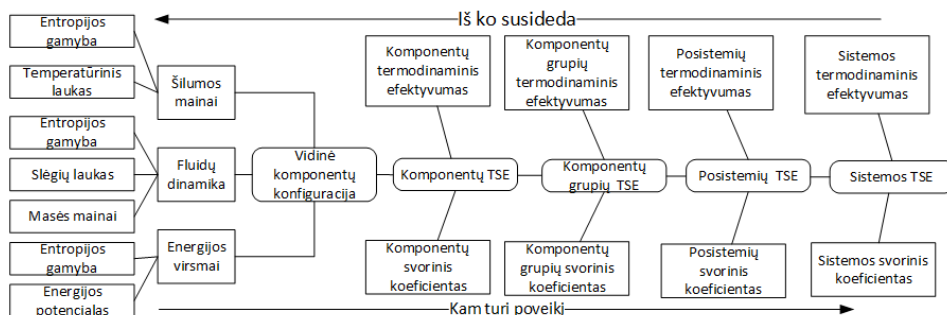 Iš ko susideda
Entropijos
gamyba
Temperatūrinis
laukas
Entropijos
gamyba
Slėgių laukas
Masės mainai
Entropijos
gamyba
Energijos
potencialas
Šilumos
mainai
Fluidų
dinamika
Energijos
virsmai
Vidinė
komponentų
konfiguracija
Komponentų
termodinaminis
efektyvumas
Komponentų TSE
Komponentų
svorinis
koeficientas
Komponentų
grupių
termodinaminis
efektyvumas
Komponentų
grupių TSE
Komponentų
grupių svorinis
koeficientas
Posistemių
termodinaminis
efektyvumas
Posistemių TSE
Posistemių
svorinis
koeficientas
Sistemos
termodinaminis
efektyvumas
Sistemos TSE
Sistemos svorinis
koeficientas
Kam turi poveikį